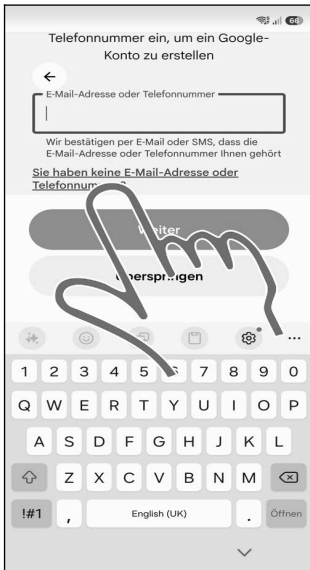 66
Telefonnummer ein, um ein Google-
Konto zu erstellen
E-Mail-Adresse oder Telefonnummer
Wir bestätigen per E-Mail oder SMS, dass die
E-Mail-Adresse oder Telefonnummer Ihnen gehört
Sie haben keine E-Mail-Adresse oder
Weiter
Überspringen
1 2 3 4 5 6 7 8 9 0
Q W E R T Y U I O P
A S D F G H J K L
Z X C V B N M
!#1 , English (UK) . Öffnen